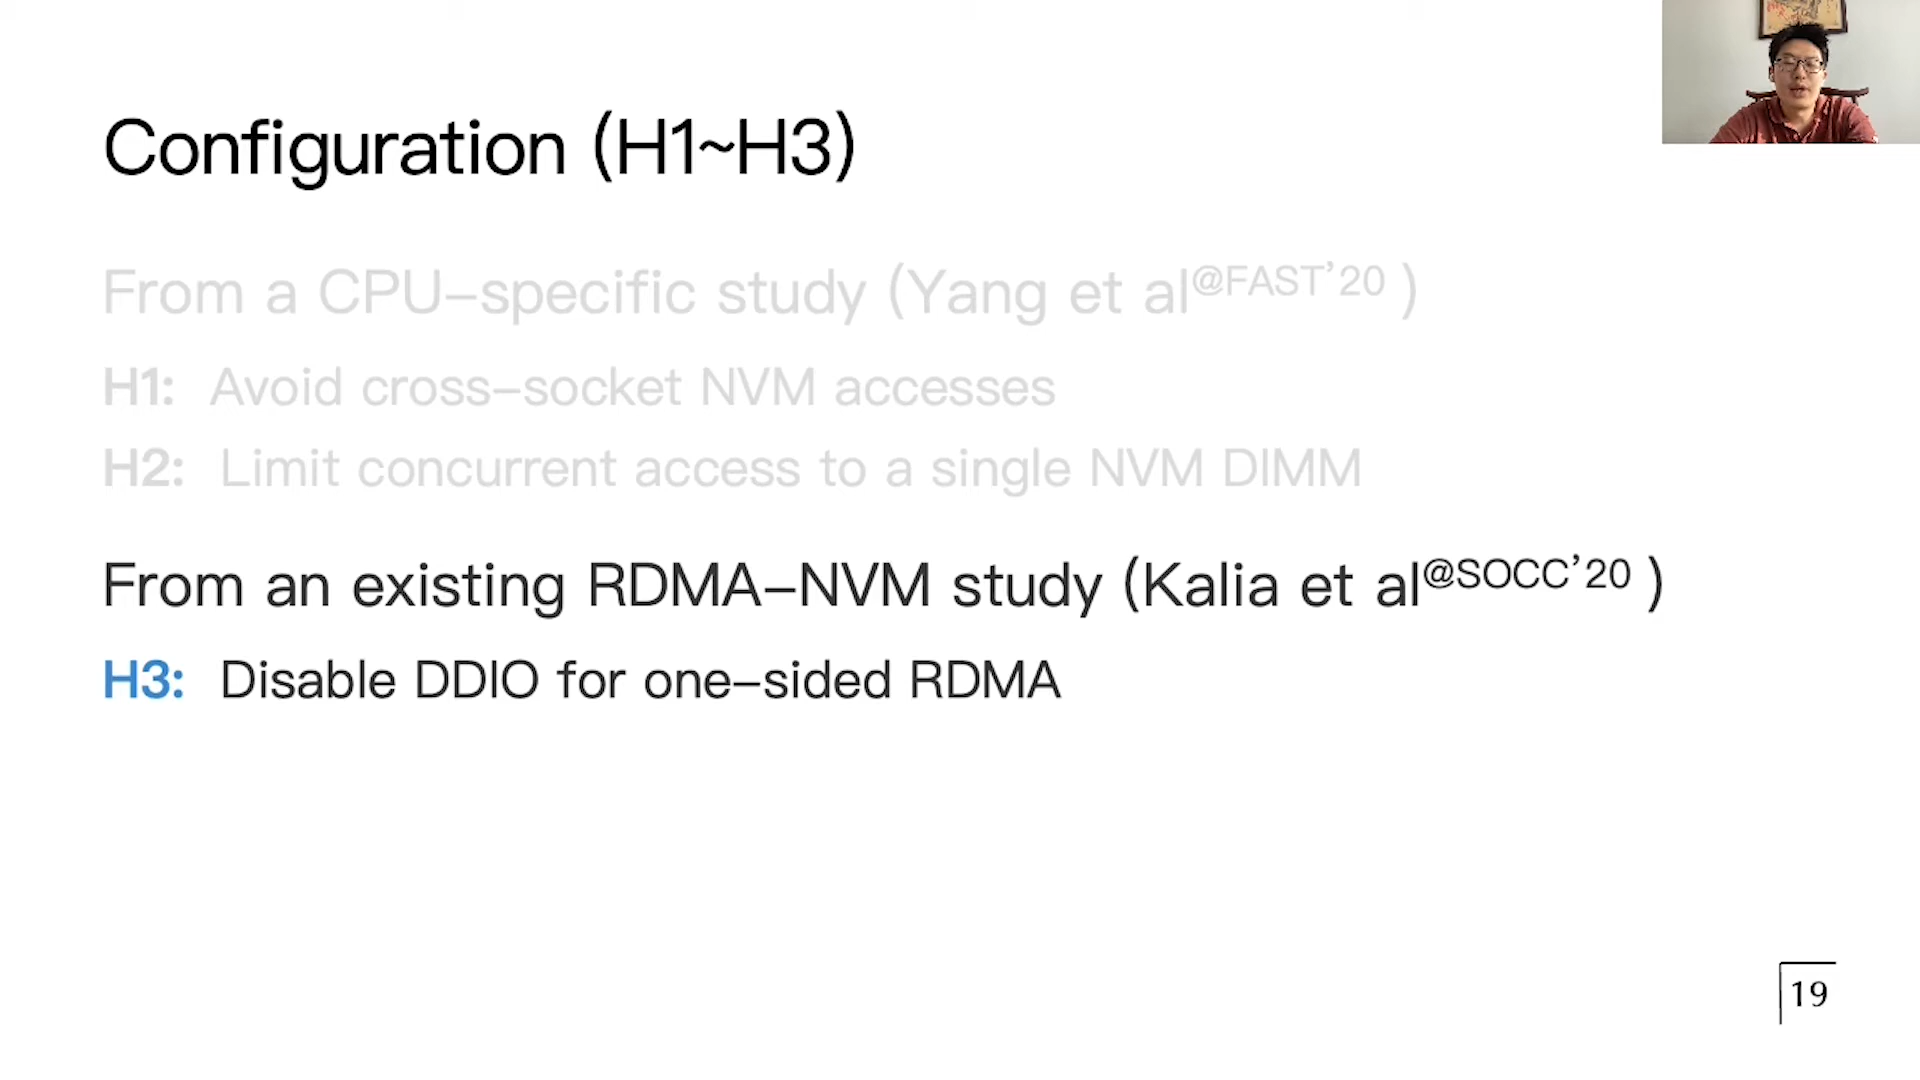 Configuration (H1~H3)
From a CPU-specific study (Yang et al@FAST'20 )
H1: Avoid cross-socket NVM accesses
H2: Limit concurrent access to a single NVM DIMM
From an existing RDMA-NVM study (Kalia et al@SOCC'20 )
H3: Disable DDIO for one-sided RDMA
19